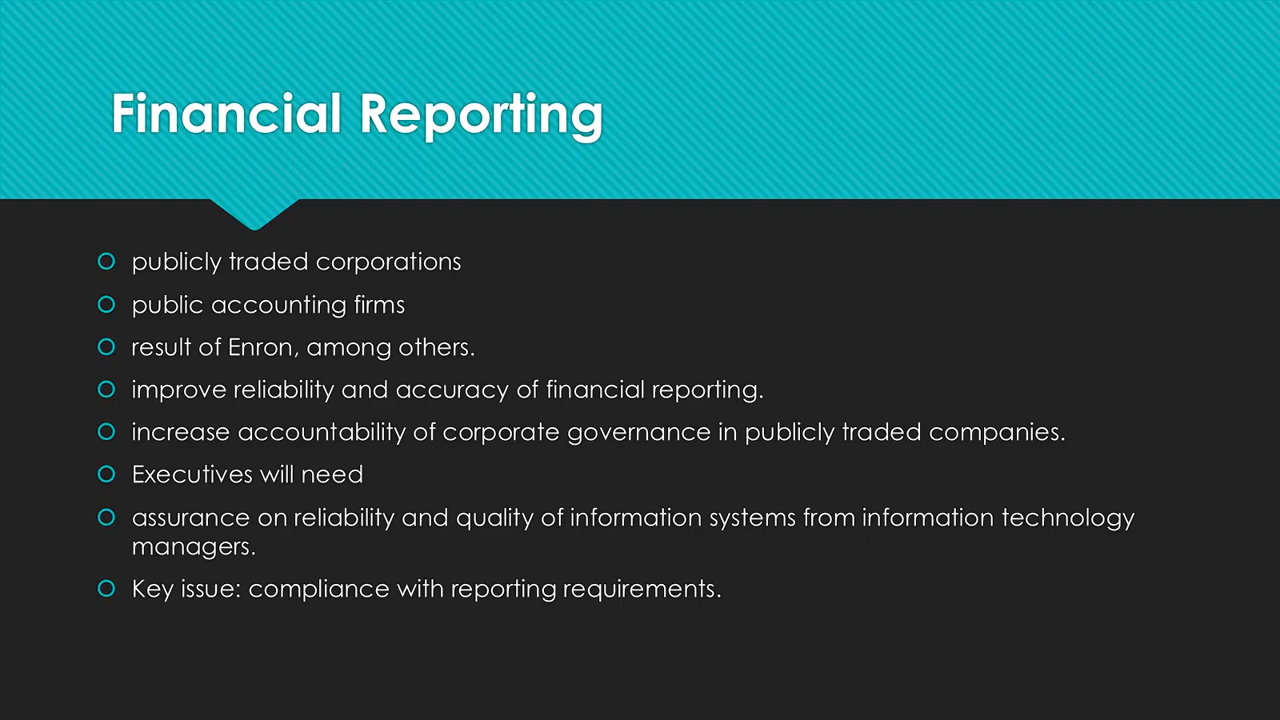 Financial Reporting
publicly traded corporations
public accounting firms
result of Enron, among others.
improve reliability and accuracy of financial reporting.
increase accountability of corporate governance in publicly traded companies.
Executives will need
assurance on reliability and quality of information systems from information technology
managers.
Key issue: compliance with reporting requirements.